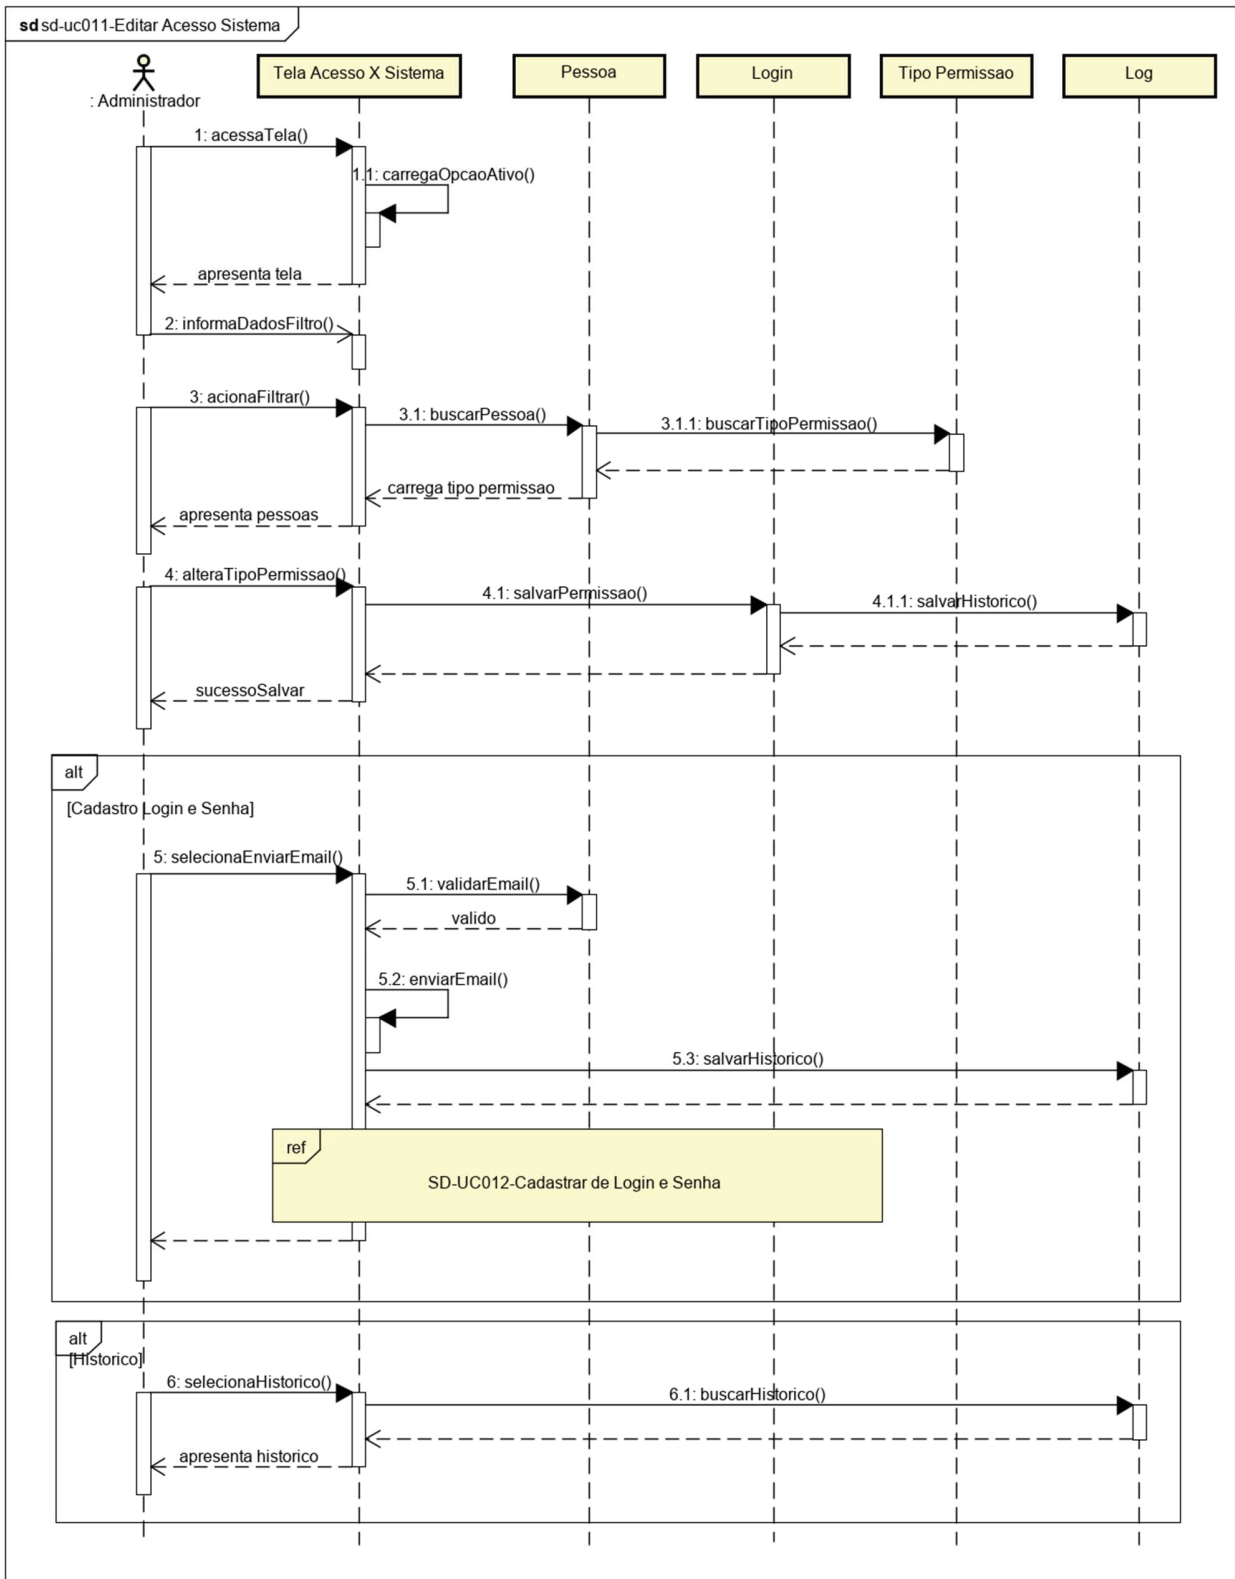 sd sd-uc011-Editar Acesso Sistema
: Administrador
Tela Acesso X Sistema
Pessoa
Login
Tipo Permissao
Log
1: acessaTela()
1.1: carregaOpcaoAtivo()
apresenta tela
2: informaDadosFiltro()
3: acionaFiltrar()
3.1: buscarPessoa()
3.1.1: buscarTipoPermissao()
carrega tipo permissao
apresenta pessoas
4: alteraTipoPermissao()
4.1: salvarPermissao()
4.1.1: salvarHistorico()
sucessoSalvar
alt
[Cadastro Login e Senha]
5: selecionaEnviarEmail()
5.1: validarEmail()
valido
5.2: enviarEmail()
5.3: salvarHistorico()
ref
SD-UC012-Cadastrar de Login e Senha
alt
[Historico]
6: selecionaHistorico()
6.1: buscarHistorico()
apresenta historico